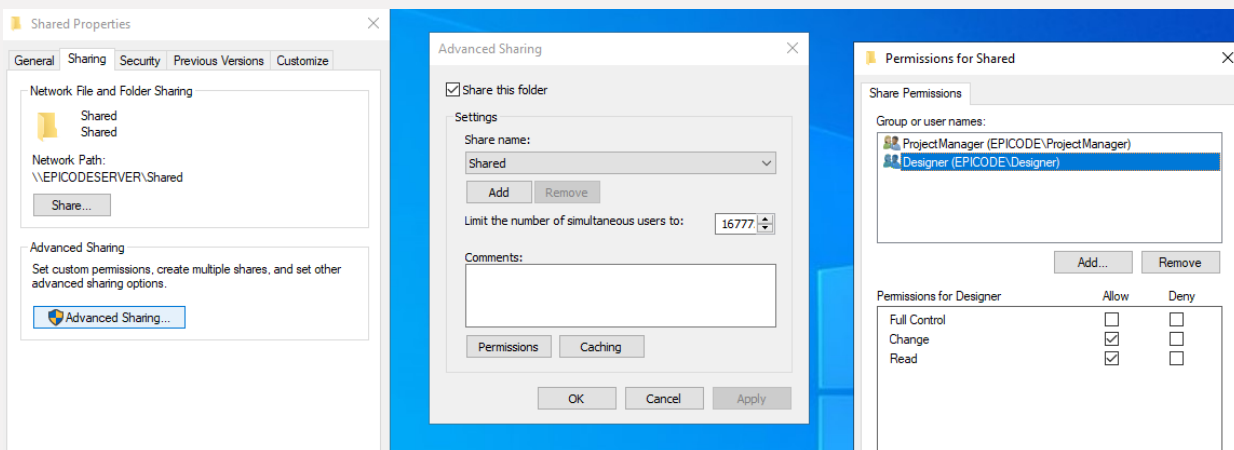 Shared Properties
General Sharing Security Previous Versions Customize
Network File and Folder Sharing
Shared
Shared
Network Path:
\\EPICODESERVER\Shared
Share...
Advanced Sharing
Set custom permissions, create multiple shares, and set other
advanced sharing options.
Advanced Sharing...
Advanced Sharing
Share this folder
Settings
Share name:
Shared
Add Remove
Limit the number of simultaneous users to: 16777
Comments:
Permissions Caching
OK Cancel Apply
Permissions for Shared
Share Permissions
Group or user names:
ProjectManager (EPICODE\ProjectManager)
Designer (EPICODE\Designer)
Add... Remove
Permissions for Designer Allow Deny
Full Control
Change
Read